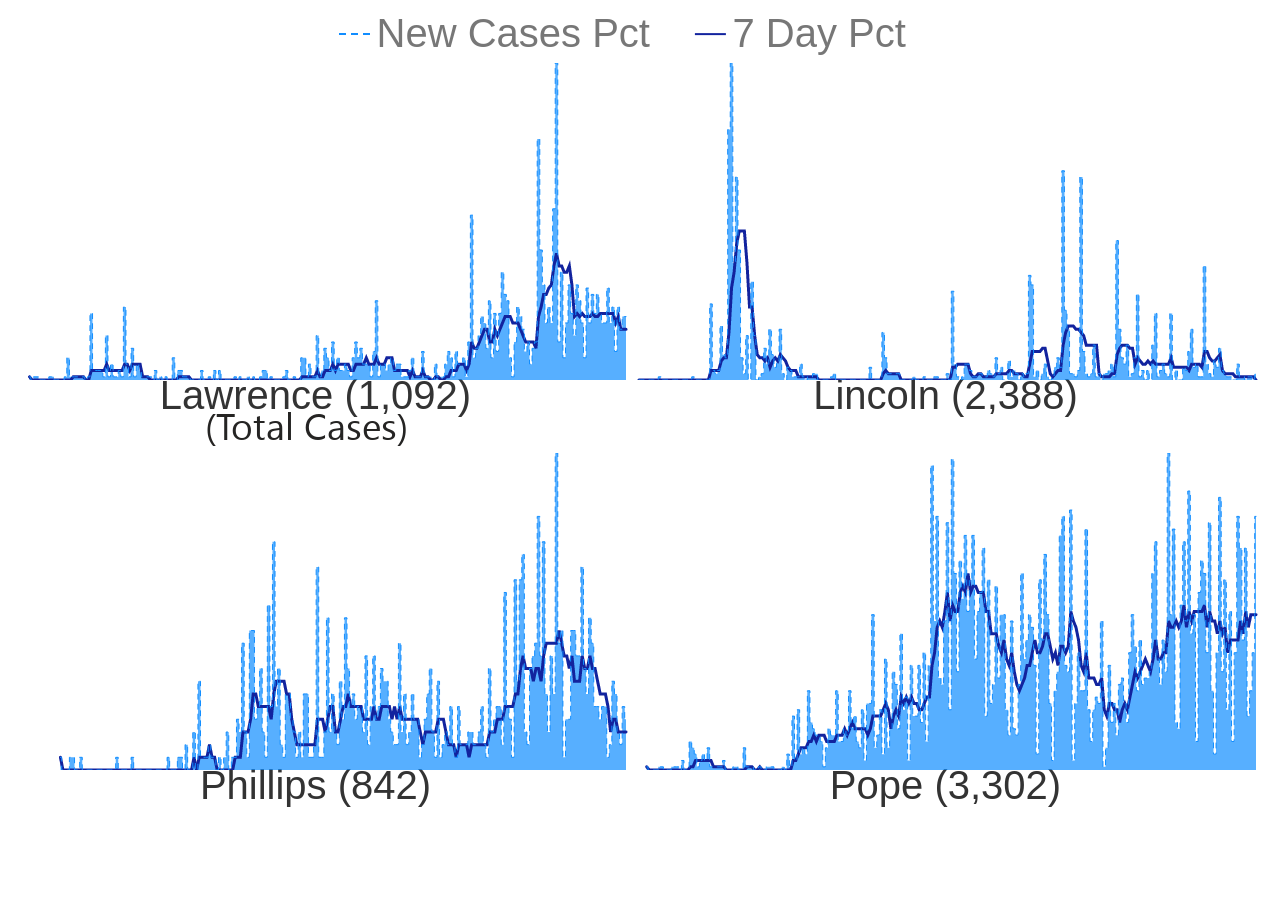 New Cases Pct 7 Day Pct
Lawrence (1,092) Lincoln (2,388)
(Total Cases)
Phillips (842) Pope (3,302)